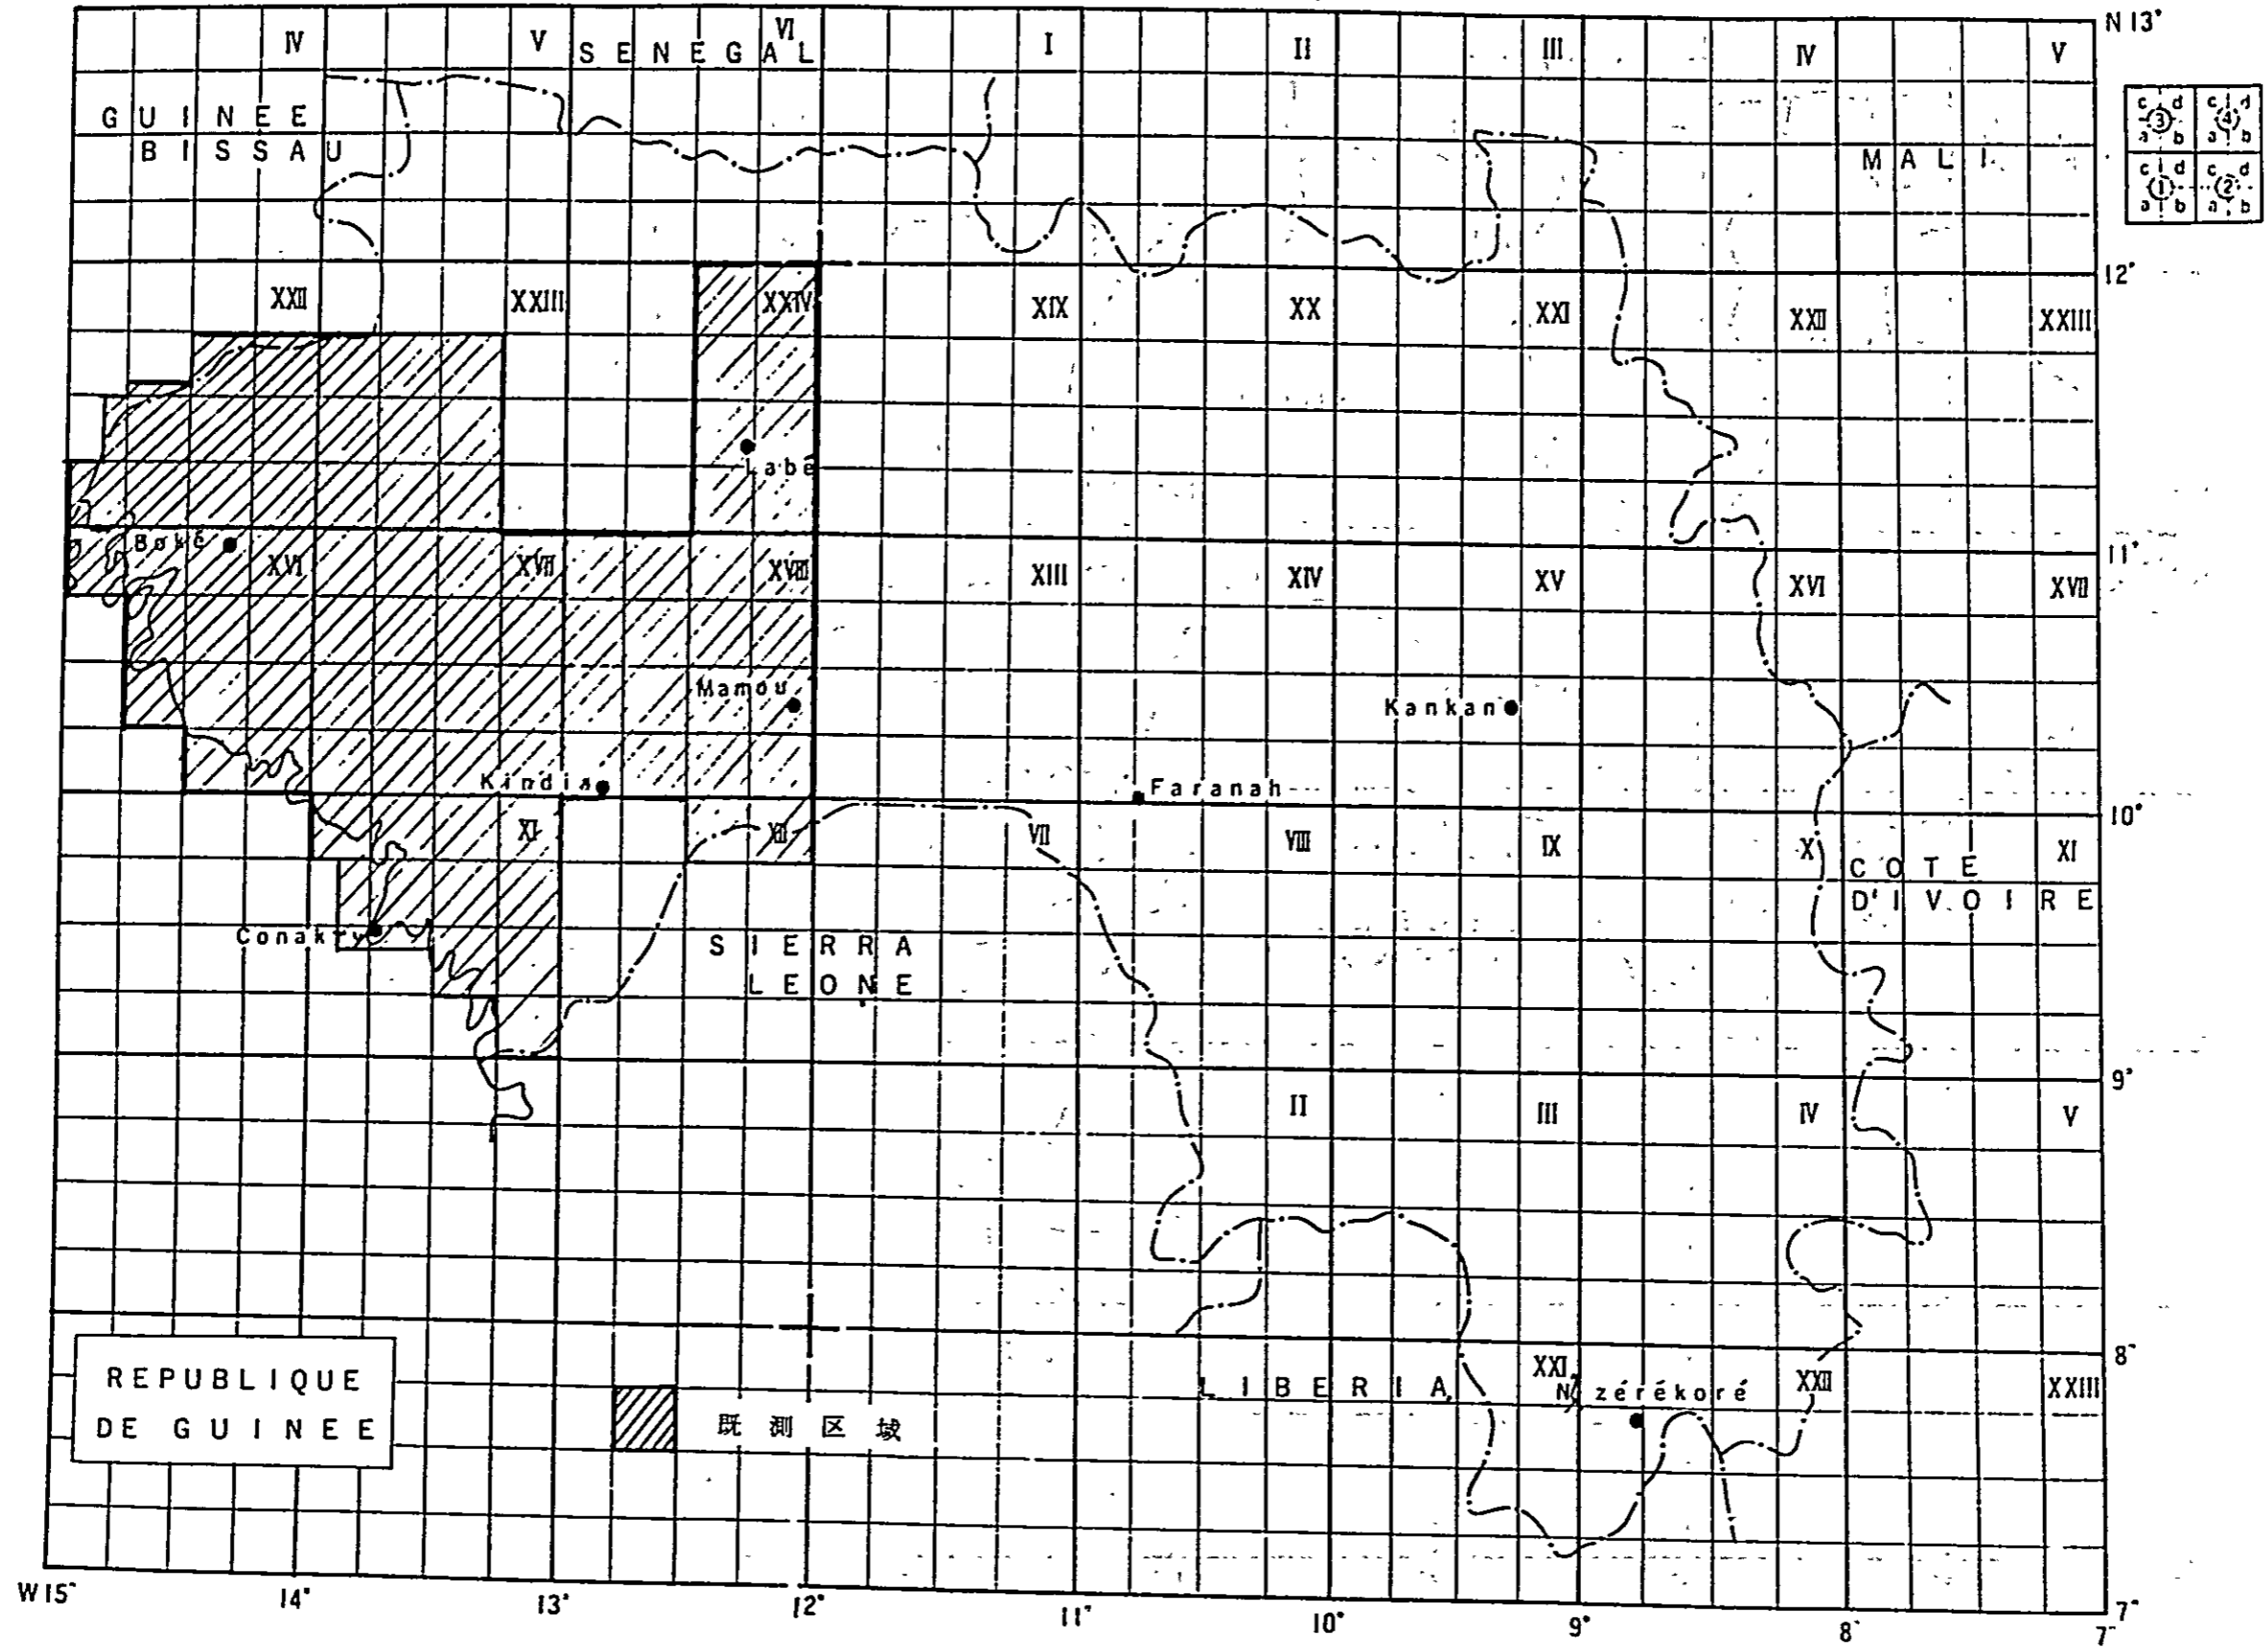 N13°
IV V VI I II III IV V
SENEGAL
GUINEE
BISSAU
MALI
c d c d
3 4
a b a b
c d c d
1 2
a b a b
12°
XXII XXIII XXIV XIX XX XXI XXII XXIII
Labé
Boké
11°
XVI XVII XVIII XIII XIV XV XVI XVII
Mamou
Kankan
Kindia
Faranah
10°
XI XII VII VIII IX X XI
COTE
D'IVOIRE
Conakry
SIERRA
LEONE
9°
II III IV V
8°
XXI XXII XXIII
LIBERIA
N'zérékoré
REPUBLIQUE
DE GUINEE
既測区域
W15° 14° 13° 12° 11° 10° 9° 8° 7°
7°